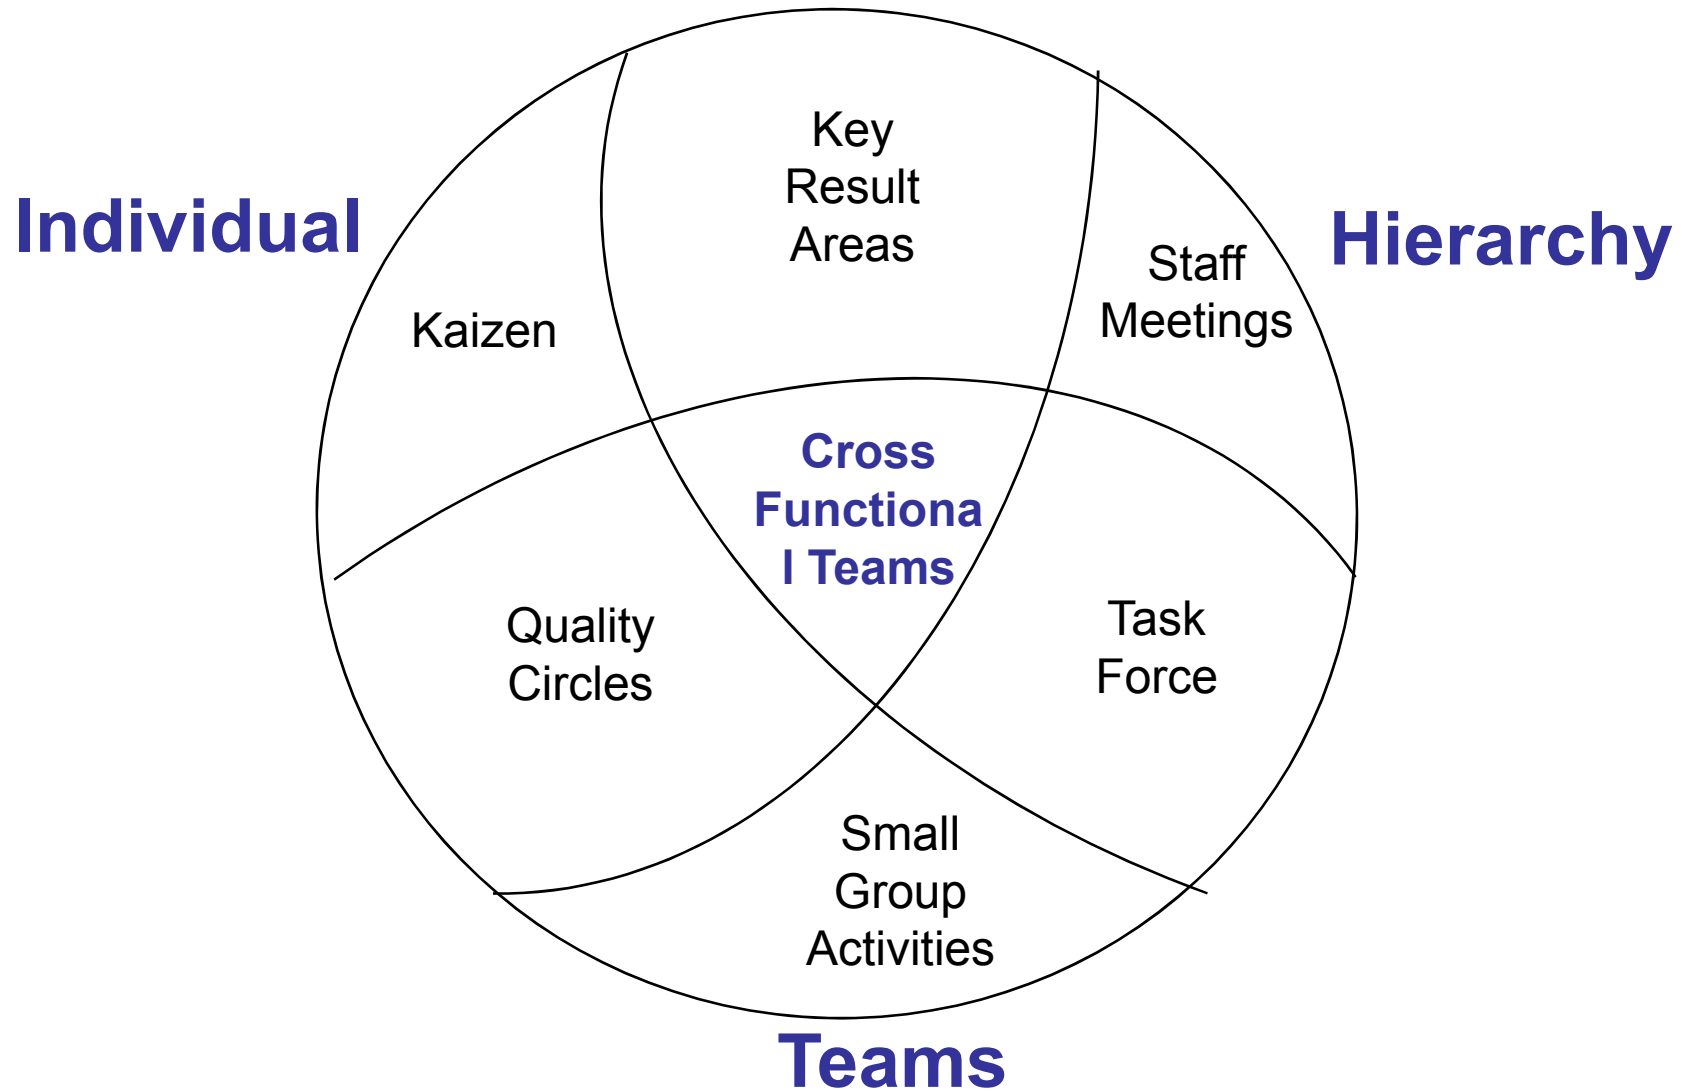 Individual
Key
Result
Areas
Hierarchy
Staff
Meetings
Kaizen
Cross
Functiona
l Teams
Quality
Circles
Task
Force
Small
Group
Activities
Teams